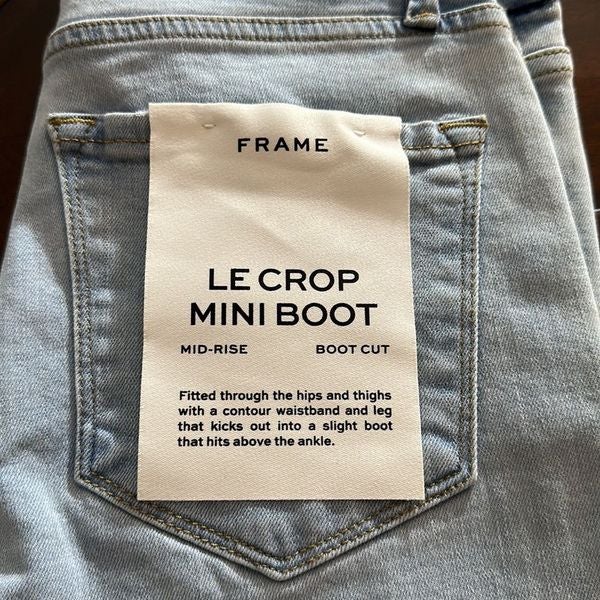 FRAME
LE CROP
MINI BOOT
MID-RISE BOOT CUT
Fitted through the hips and thighs
with a contour waistband and leg
that kicks out into a slight boot
that hits above the ankle.